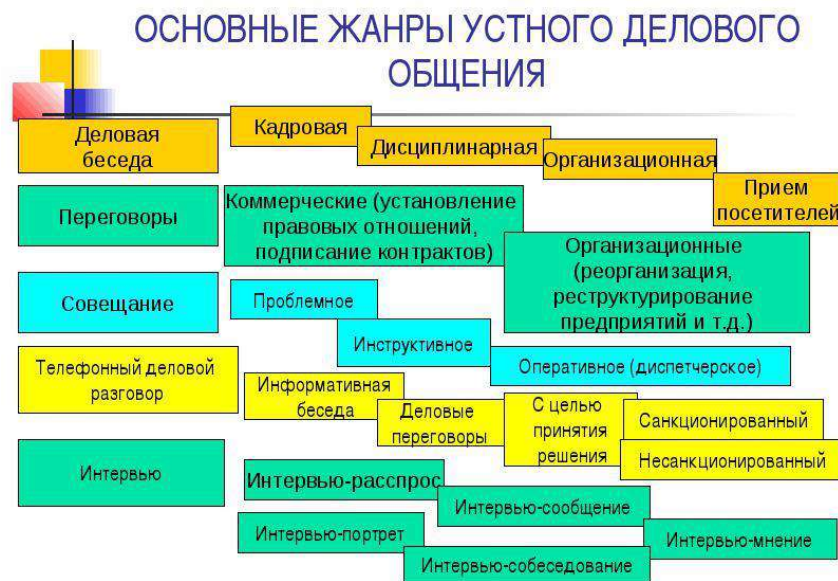 ОСНОВНЫЕ ЖАНРЫ УСТНОГО ДЕЛОВОГО
ОБЩЕНИЯ
Деловая
беседа
Кадровая
Дисциплинарная
Организационная
Прием
посетителей
Переговоры
Коммерческие (установление
правовых отношений,
подписание контрактов)
Организационные
(реорганизация,
реструктурирование
предприятий и т.д.)
Совещание
Проблемное
Инструктивное
Оперативное (диспетчерское)
Телефонный деловой
разговор
Информативная
беседа
Деловые
переговоры
С целью
принятия
решения
Санкционированный
Несанкционированный
Интервью
Интервью-расспрос
Интервью-сообщение
Интервью-портрет
Интервью-мнение
Интервью-собеседование